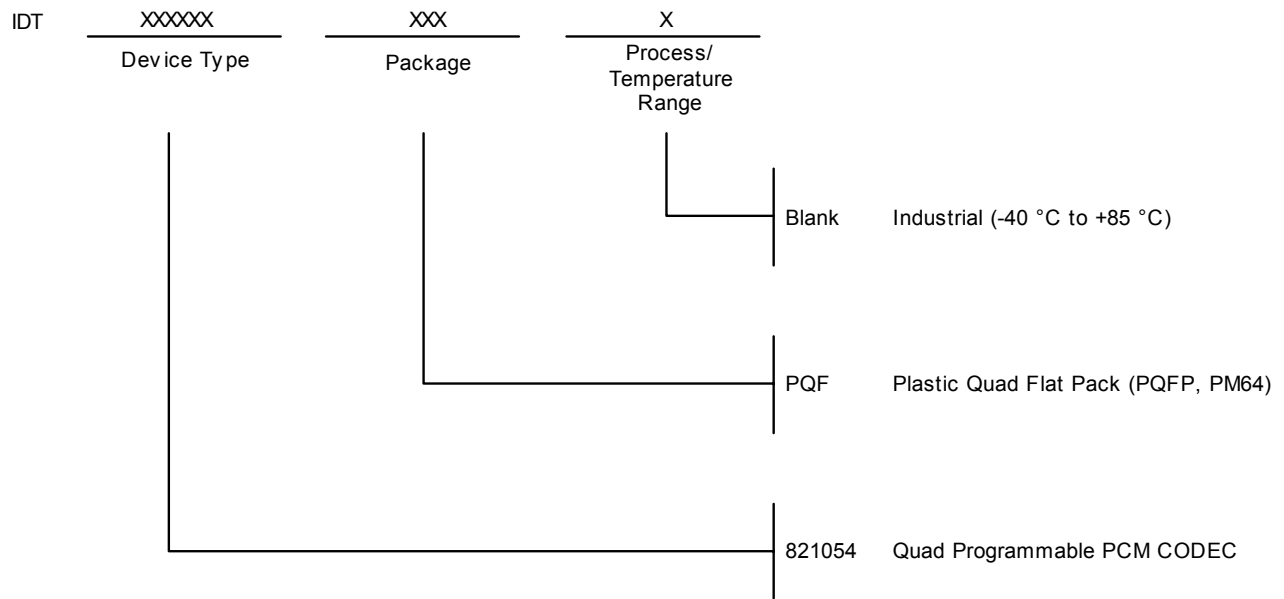 IDT XXXXXX XXX X
Device Type Package Process/
Temperature
Range
Blank Industrial (-40 °C to +85 °C)
PQF Plastic Quad Flat Pack (PQFP, PM64)
821054 Quad Programmable PCM CODEC